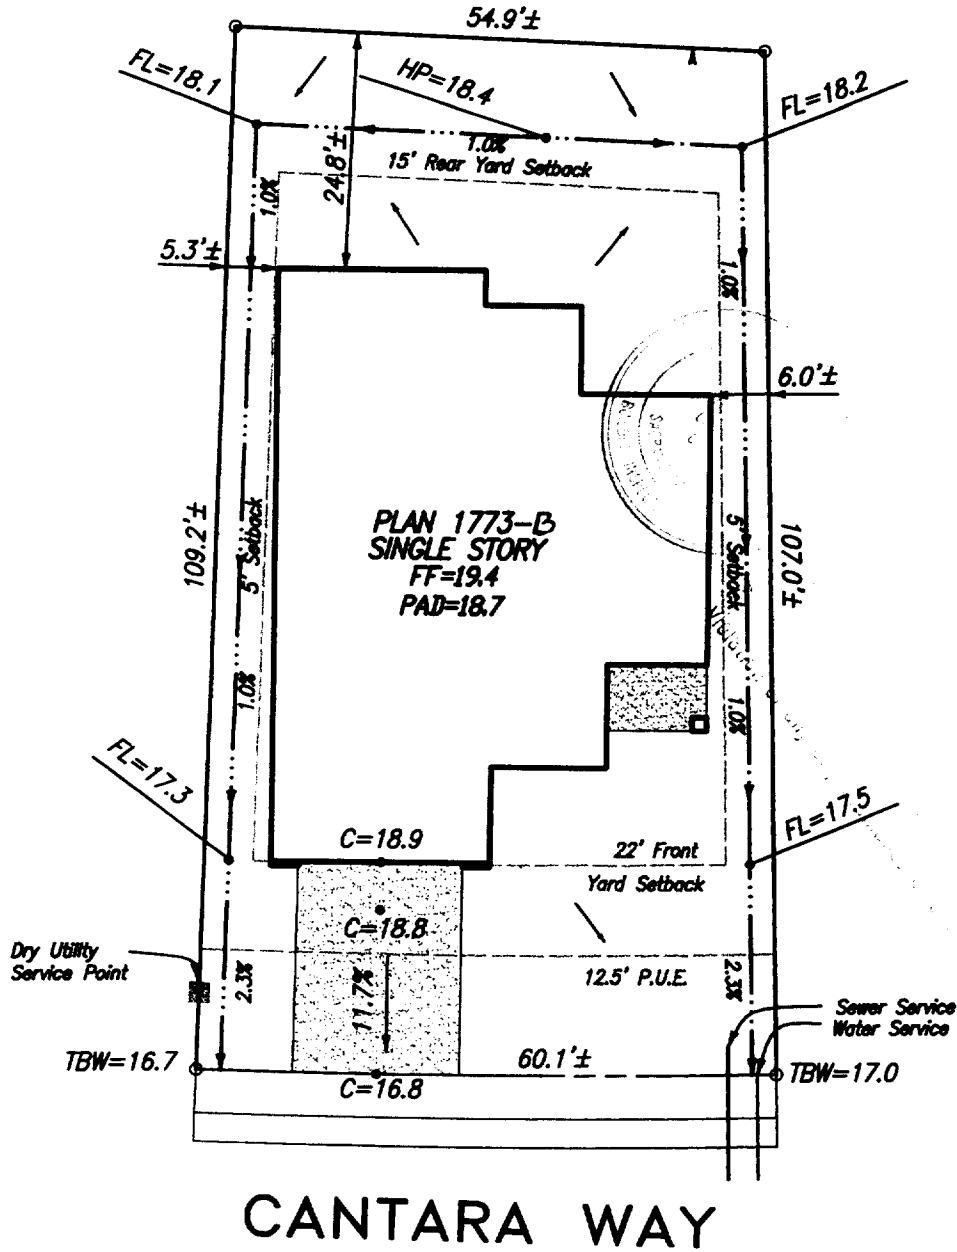 54.9'±
FL=18.1
HP=18.4
FL=18.2
1.0%
15' Rear Yard Setback
24.8'±
1.0%
5.3'±
1.0%
6.0'±
109.2'±
5' Setback
PLAN 1773-B
SINGLE STORY
FF=19.4
PAD=18.7
5' Setback
107.0'±
1.0%
1.0%
FL=17.3
FL=17.5
C=18.9
22' Front
Yard Setback
C=18.8
Dry Utility
Service Point
2.3%
11.7%
12.5' P.U.E.
2.3%
Sewer Service
Water Service
TBW=16.7
60.1'±
TBW=17.0
C=16.8
CANTARA WAY